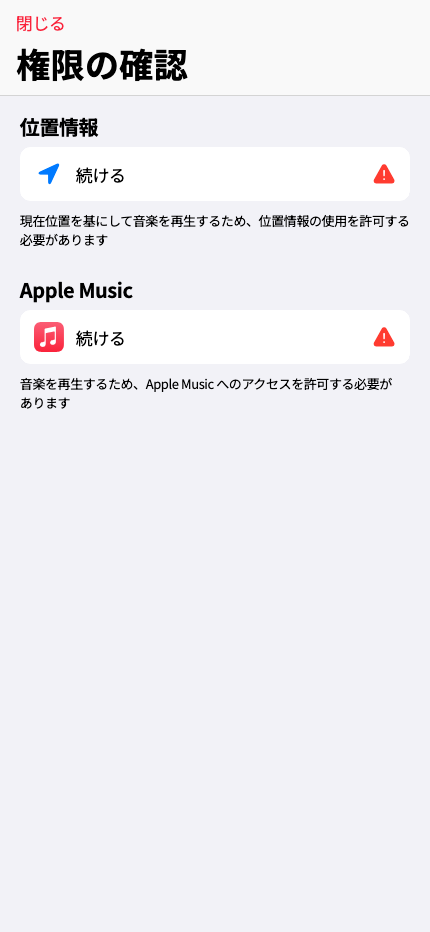 閉じる
権限の確認
位置情報
続ける
現在位置を基にして音楽を再生するため、位置情報の使用を許可する
必要があります
Apple Music
続ける
音楽を再生するため、Apple Music へのアクセスを許可する必要が
あります